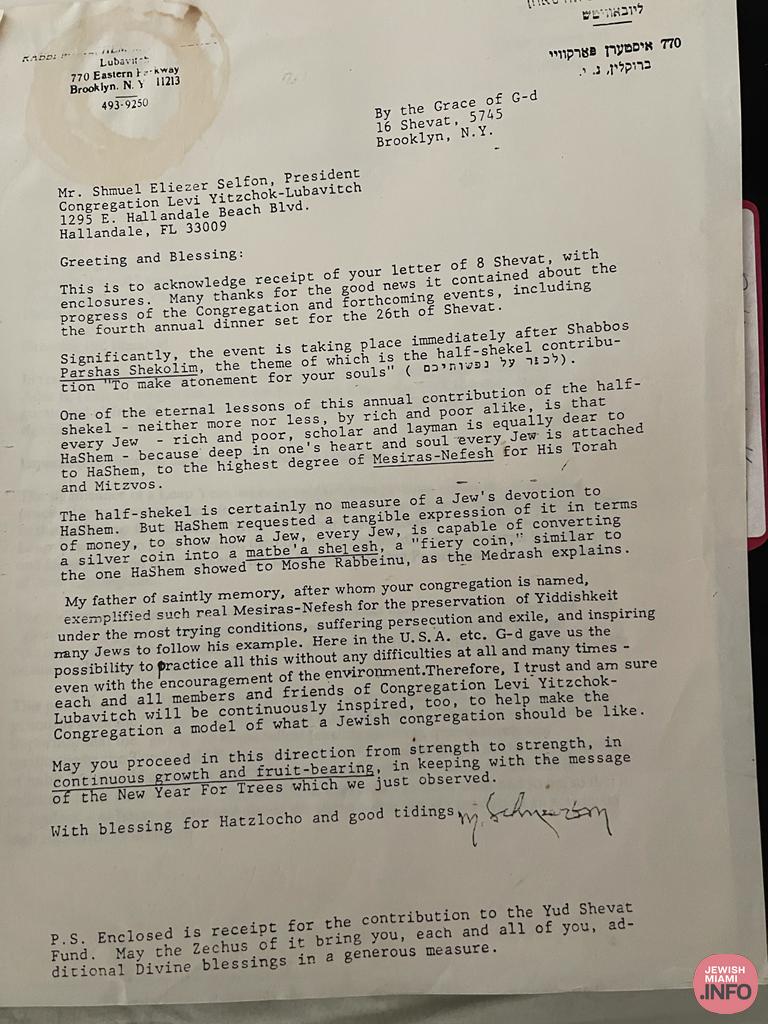 Lubavitch
770 Eastern Parkway
Brooklyn, N. Y. 11213
493-9250
ליובאוויטש
770 איסטערן פארקוויי
ברוקלין, נ. י.
By the Grace of G-d
16 Shevat, 5745
Brooklyn, N.Y.
Mr. Shmuel Eliezer Selfon, President
Congregation Levi Yitzchok-Lubavitch
1295 E. Hallandale Beach Blvd.
Hallandale, FL 33009
Greeting and Blessing:
This is to acknowledge receipt of your letter of 8 Shevat, with
enclosures. Many thanks for the good news it contained about the
progress of the Congregation and forthcoming events, including
the fourth annual dinner set for the 26th of Shevat.
Significantly, the event is taking place immediately after Shabbos
Parshas Shekolim, the theme of which is the half-shekel contribu-
tion "To make atonement for your souls" ( לכפר על נפשותיכם ).
One of the eternal lessons of this annual contribution of the half-
shekel - neither more nor less, by rich and poor alike, is that
every Jew - rich and poor, scholar and layman is equally dear to
HaShem - because deep in one's heart and soul every Jew is attached
to HaShem, to the highest degree of Mesiras-Nefesh for His Torah
and Mitzvos.
The half-shekel is certainly no measure of a Jew's devotion to
HaShem. But HaShem requested a tangible expression of it in terms
of money, to show how a Jew, every Jew, is capable of converting
a silver coin into a matbe'a shel esh, a "fiery coin," similar to
the one HaShem showed to Moshe Rabbeinu, as the Medrash explains.
My father of saintly memory, after whom your congregation is named,
exemplified such real Mesiras-Nefesh for the preservation of Yiddishkeit
under the most trying conditions, suffering persecution and exile, and inspiring
many Jews to follow his example. Here in the U.S.A. etc. G-d gave us the
possibility to practice all this without any difficulties at all and many times -
even with the encouragement of the environment.Therefore, I trust and am sure
each and all members and friends of Congregation Levi Yitzchok-
Lubavitch will be continuously inspired, too, to help make the
Congregation a model of what a Jewish congregation should be like.
May you proceed in this direction from strength to strength, in
continuous growth and fruit-bearing, in keeping with the message
of the New Year For Trees which we just observed.
With blessing for Hatzlocho and good tidings, M. Schneerson
P.S. Enclosed is receipt for the contribution to the Yud Shevat
Fund. May the Zechus of it bring you, each and all of you, ad-
ditional Divine blessings in a generous measure.
JEWISH
MIAMI
.INFO